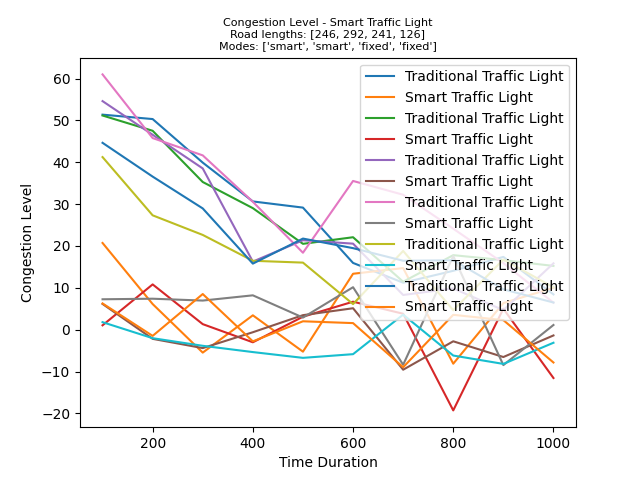 Congestion Level - Smart Traffic Light
Road lengths: [246, 292, 241, 126]
Modes: ['smart', 'smart', 'fixed', 'fixed']
Traditional Traffic Light
Smart Traffic Light
Traditional Traffic Light
Smart Traffic Light
Traditional Traffic Light
Smart Traffic Light
Traditional Traffic Light
Smart Traffic Light
Traditional Traffic Light
Smart Traffic Light
Traditional Traffic Light
Smart Traffic Light
Congestion Level
60
50
40
30
20
10
0
−10
−20
200
400
600
800
1000
Time Duration